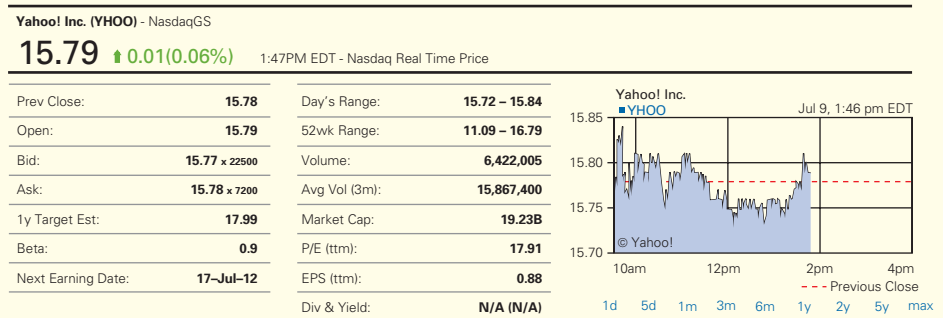 Yahoo! Inc. (YHOO) - NasdaqGS
15.79 ⬆ 0.01(0.06%) 1:47PM EDT - Nasdaq Real Time Price
Prev Close: 15.78
Open: 15.79
Bid: 15.77 x 22500
Ask: 15.78 x 7200
1y Target Est: 17.99
Beta: 0.9
Next Earning Date: 17–Jul–12
Day's Range: 15.72 – 15.84
52wk Range: 11.09 – 16.79
Volume: 6,422,005
Avg Vol (3m): 15,867,400
Market Cap: 19.23B
P/E (ttm): 17.91
EPS (ttm): 0.88
Div & Yield: N/A (N/A)
Yahoo! Inc.
YHOO Jul 9, 1:46 pm EDT
15.85
15.80
15.75
15.70
© Yahoo!
10am 12pm 2pm 4pm
Previous Close
1d 5d 1m 3m 6m 1y 2y 5y max